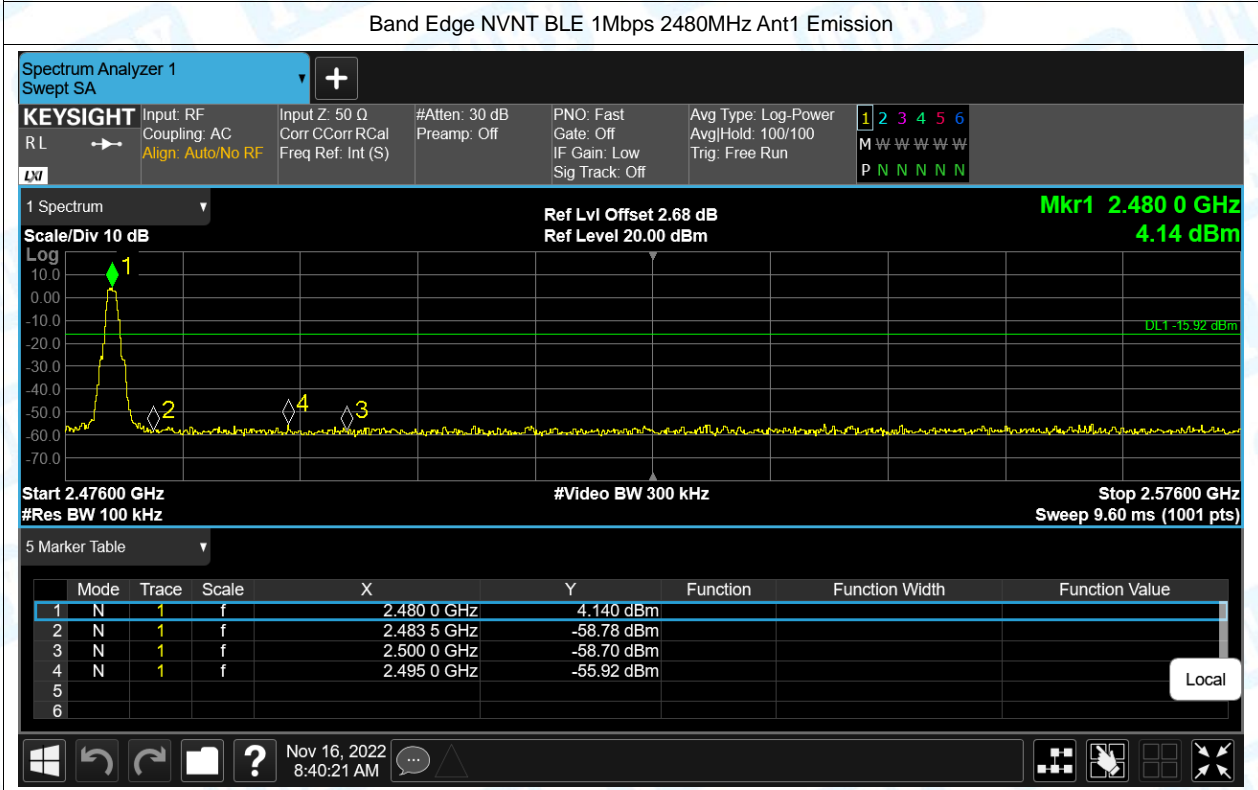 Band Edge NVNT BLE 1Mbps 2480MHz Ant1 Emission
Spectrum Analyzer 1
Swept SA
▼
+
KEYSIGHT
R L
LXI
Input: RF
Coupling: AC
Align: Auto/No RF
Input Z: 50 Ω
Corr CCorr RCal
Freq Ref: Int (S)
#Atten: 30 dB
Preamp: Off
PNO: Fast
Gate: Off
IF Gain: Low
Sig Track: Off
Avg Type: Log-Power
Avg|Hold: 100/100
Trig: Free Run
1 2 3 4 5 6
M W W W W W
P N N N N N
1 Spectrum ▼
Scale/Div 10 dB
Ref Lvl Offset 2.68 dB
Ref Level 20.00 dBm
Mkr1 2.480 0 GHz
4.14 dBm
Log
10.0
0.00
-10.0
-20.0
-30.0
-40.0
-50.0
-60.0
-70.0
1
DL1 -15.92 dBm
2
4
3
Start 2.47600 GHz
#Res BW 100 kHz
#Video BW 300 kHz
Stop 2.57600 GHz
Sweep 9.60 ms (1001 pts)
5 Marker Table ▼
Mode Trace Scale X Y Function Function Width Function Value
1 N 1 f 2.480 0 GHz 4.140 dBm
2 N 1 f 2.483 5 GHz -58.78 dBm
3 N 1 f 2.500 0 GHz -58.70 dBm
4 N 1 f 2.495 0 GHz -55.92 dBm
5
6
Local
?
Nov 16, 2022
8:40:21 AM